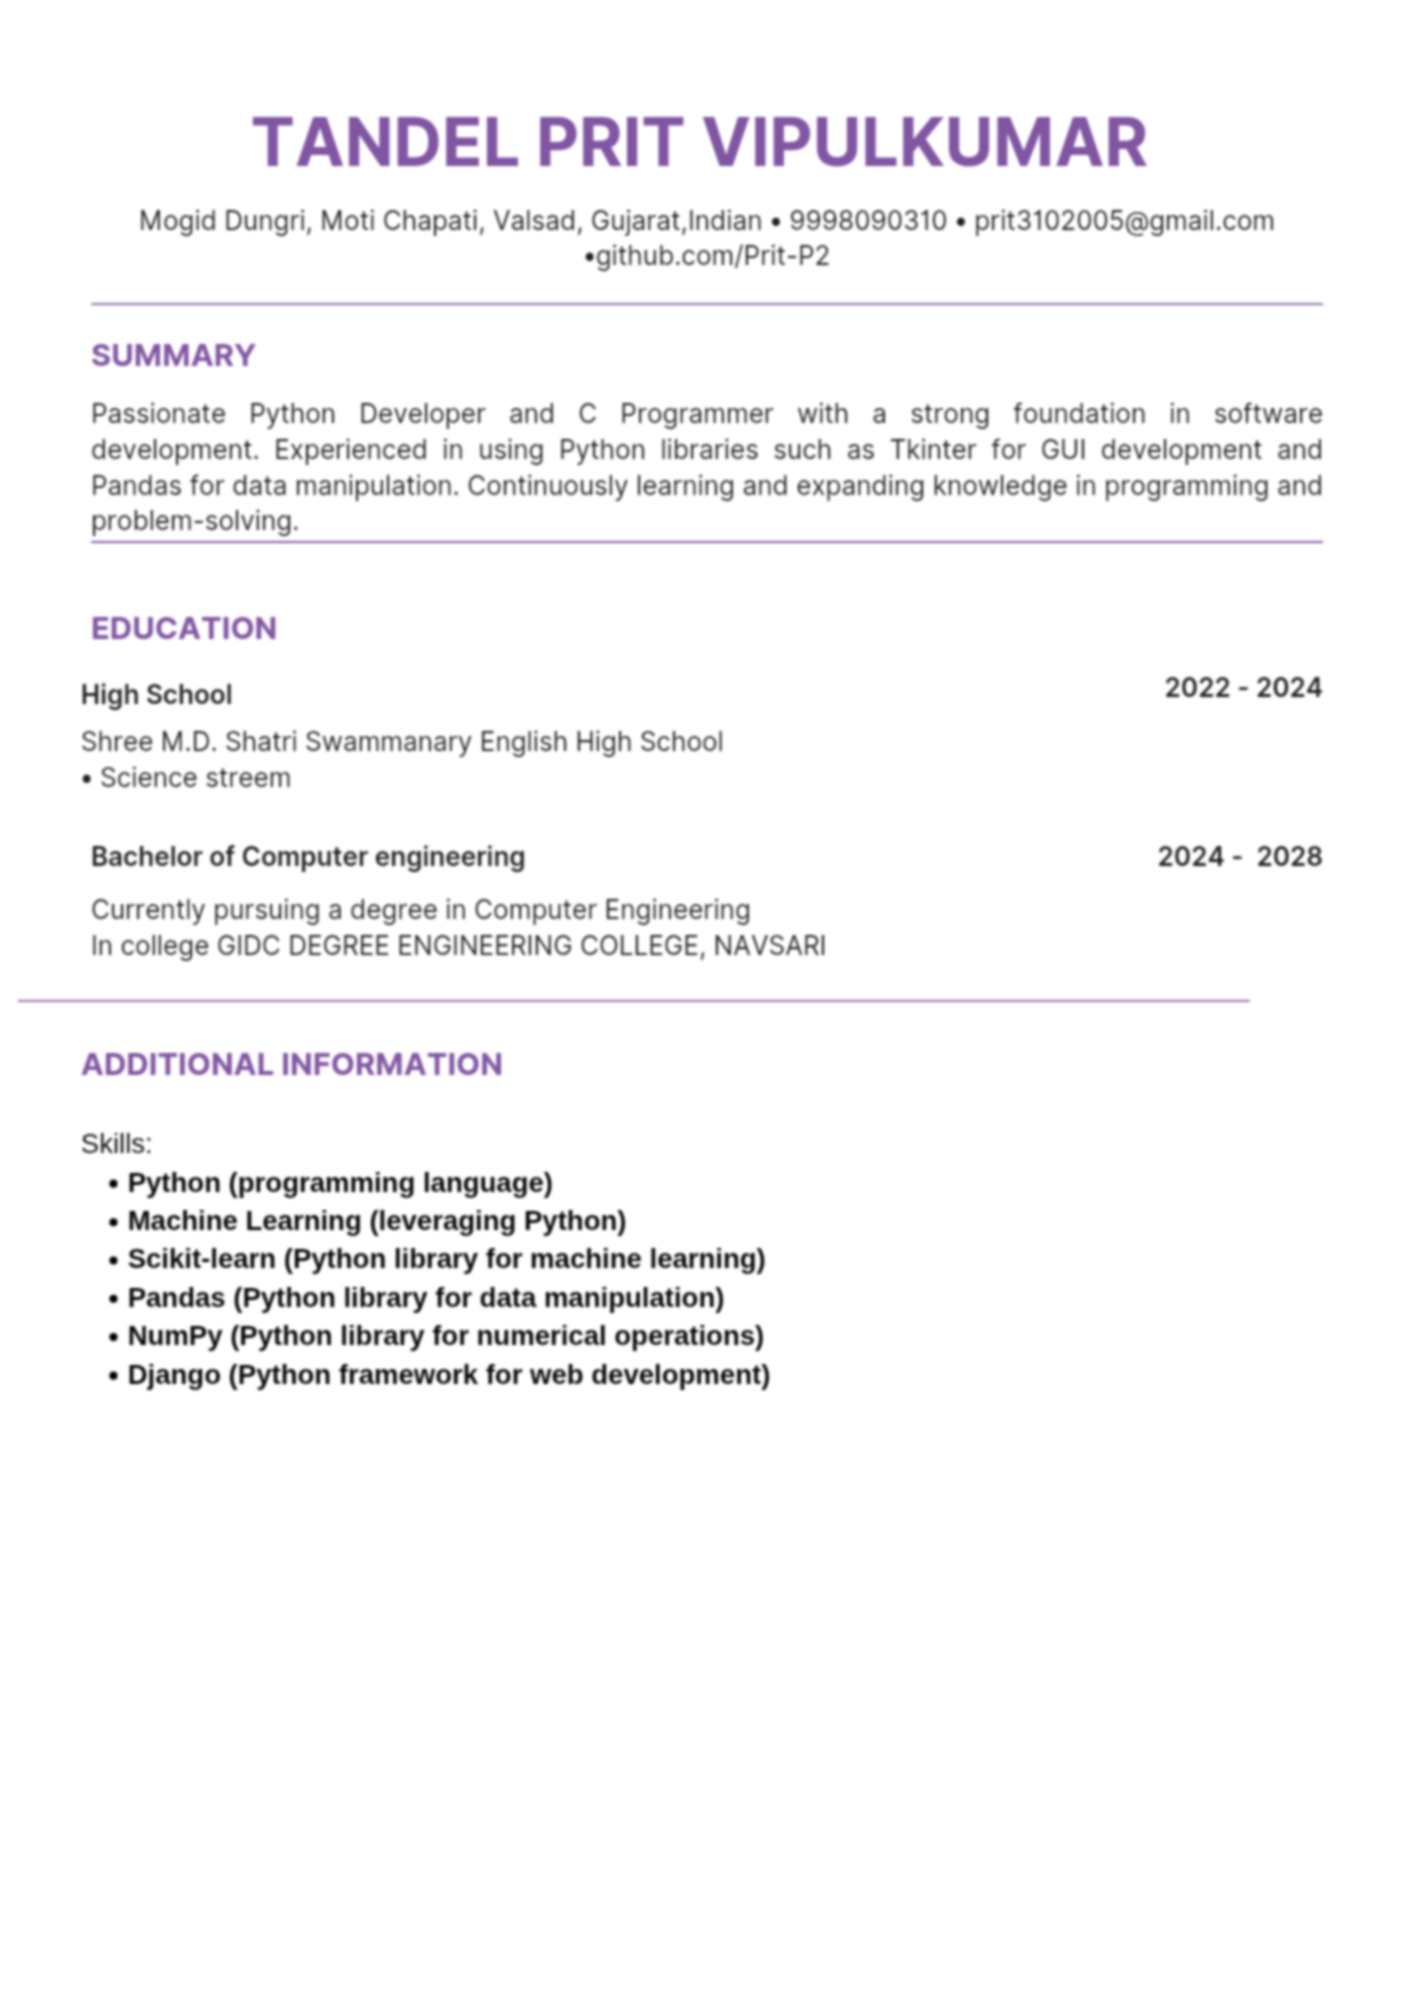 TANDEL PRIT VIPULKUMAR
Mogid Dungri, Moti Chapati, Valsad, Gujarat,Indian • 9998090310 • prit3102005@gmail.com
•github.com/Prit-P2
SUMMARY
Passionate Python Developer and C Programmer with a strong foundation in software
development. Experienced in using Python libraries such as Tkinter for GUI development and
Pandas for data manipulation. Continuously learning and expanding knowledge in programming and
problem-solving.
EDUCATION
High School 2022 - 2024
Shree M.D. Shatri Swammanary English High School
• Science streem
Bachelor of Computer engineering 2024 - 2028
Currently pursuing a degree in Computer Engineering
In college GIDC DEGREE ENGINEERING COLLEGE, NAVSARI
ADDITIONAL INFORMATION
Skills:
• Python (programming language)
• Machine Learning (leveraging Python)
• Scikit-learn (Python library for machine learning)
• Pandas (Python library for data manipulation)
• NumPy (Python library for numerical operations)
• Django (Python framework for web development)